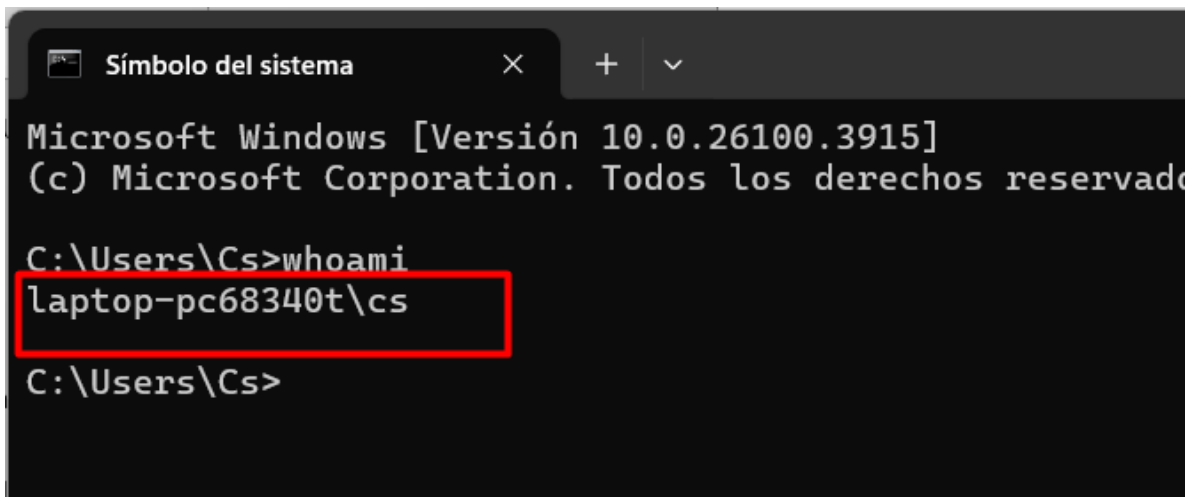 Símbolo del sistema
Microsoft Windows [Versión 10.0.26100.3915]
(c) Microsoft Corporation. Todos los derechos
C:\Users\Cs>whoami
laptop-pc68340t\cs
C:\Users\Cs>